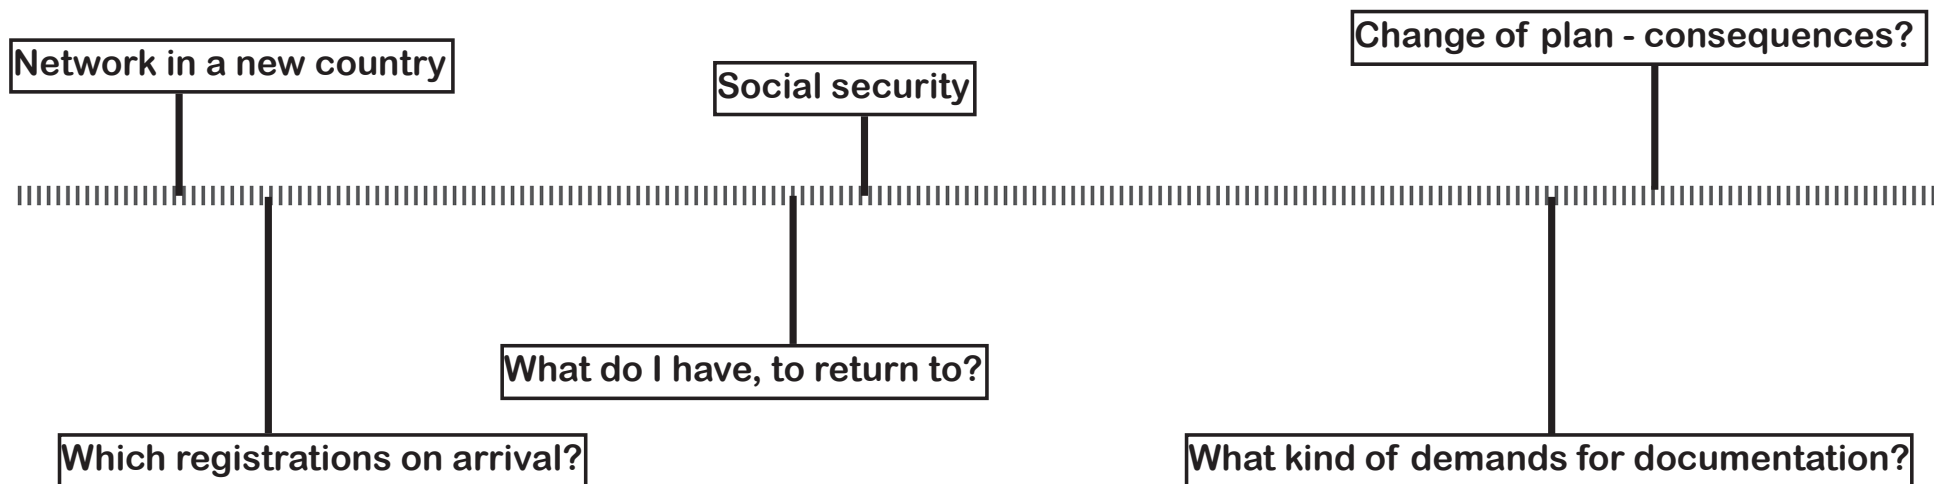 Change of plan - consequences?
Network in a new country
Social security
What do I have, to return to?
Which registrations on arrival?
What kind of demands for documentation?